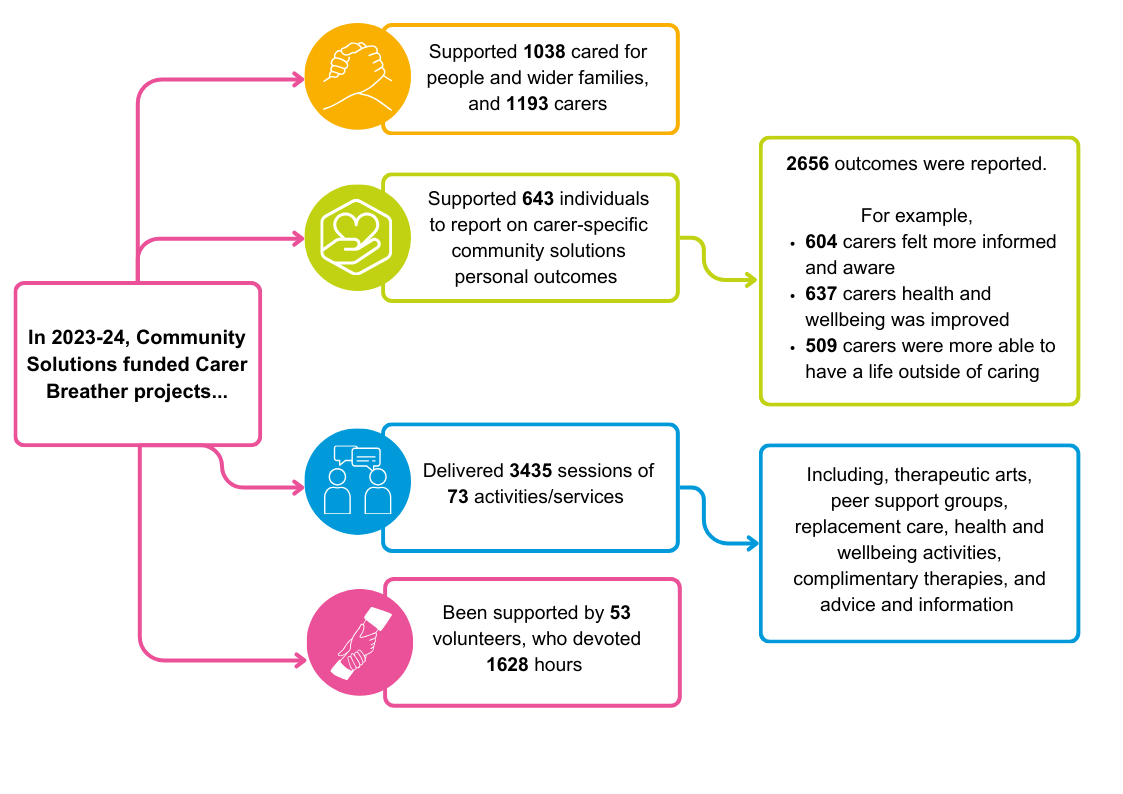 In 2023-24, Community
Solutions funded Carer
Breather projects...
Supported 1038 cared for
people and wider families,
and 1193 carers
Supported 643 individuals
to report on carer-specific
community solutions
personal outcomes
2656 outcomes were reported.
For example,
• 604 carers felt more informed
and aware
• 637 carers health and
wellbeing was improved
• 509 carers were more able to
have a life outside of caring
Delivered 3435 sessions of
73 activities/services
Including, therapeutic arts,
peer support groups,
replacement care, health and
wellbeing activities,
complimentary therapies, and
advice and information
Been supported by 53
volunteers, who devoted
1628 hours